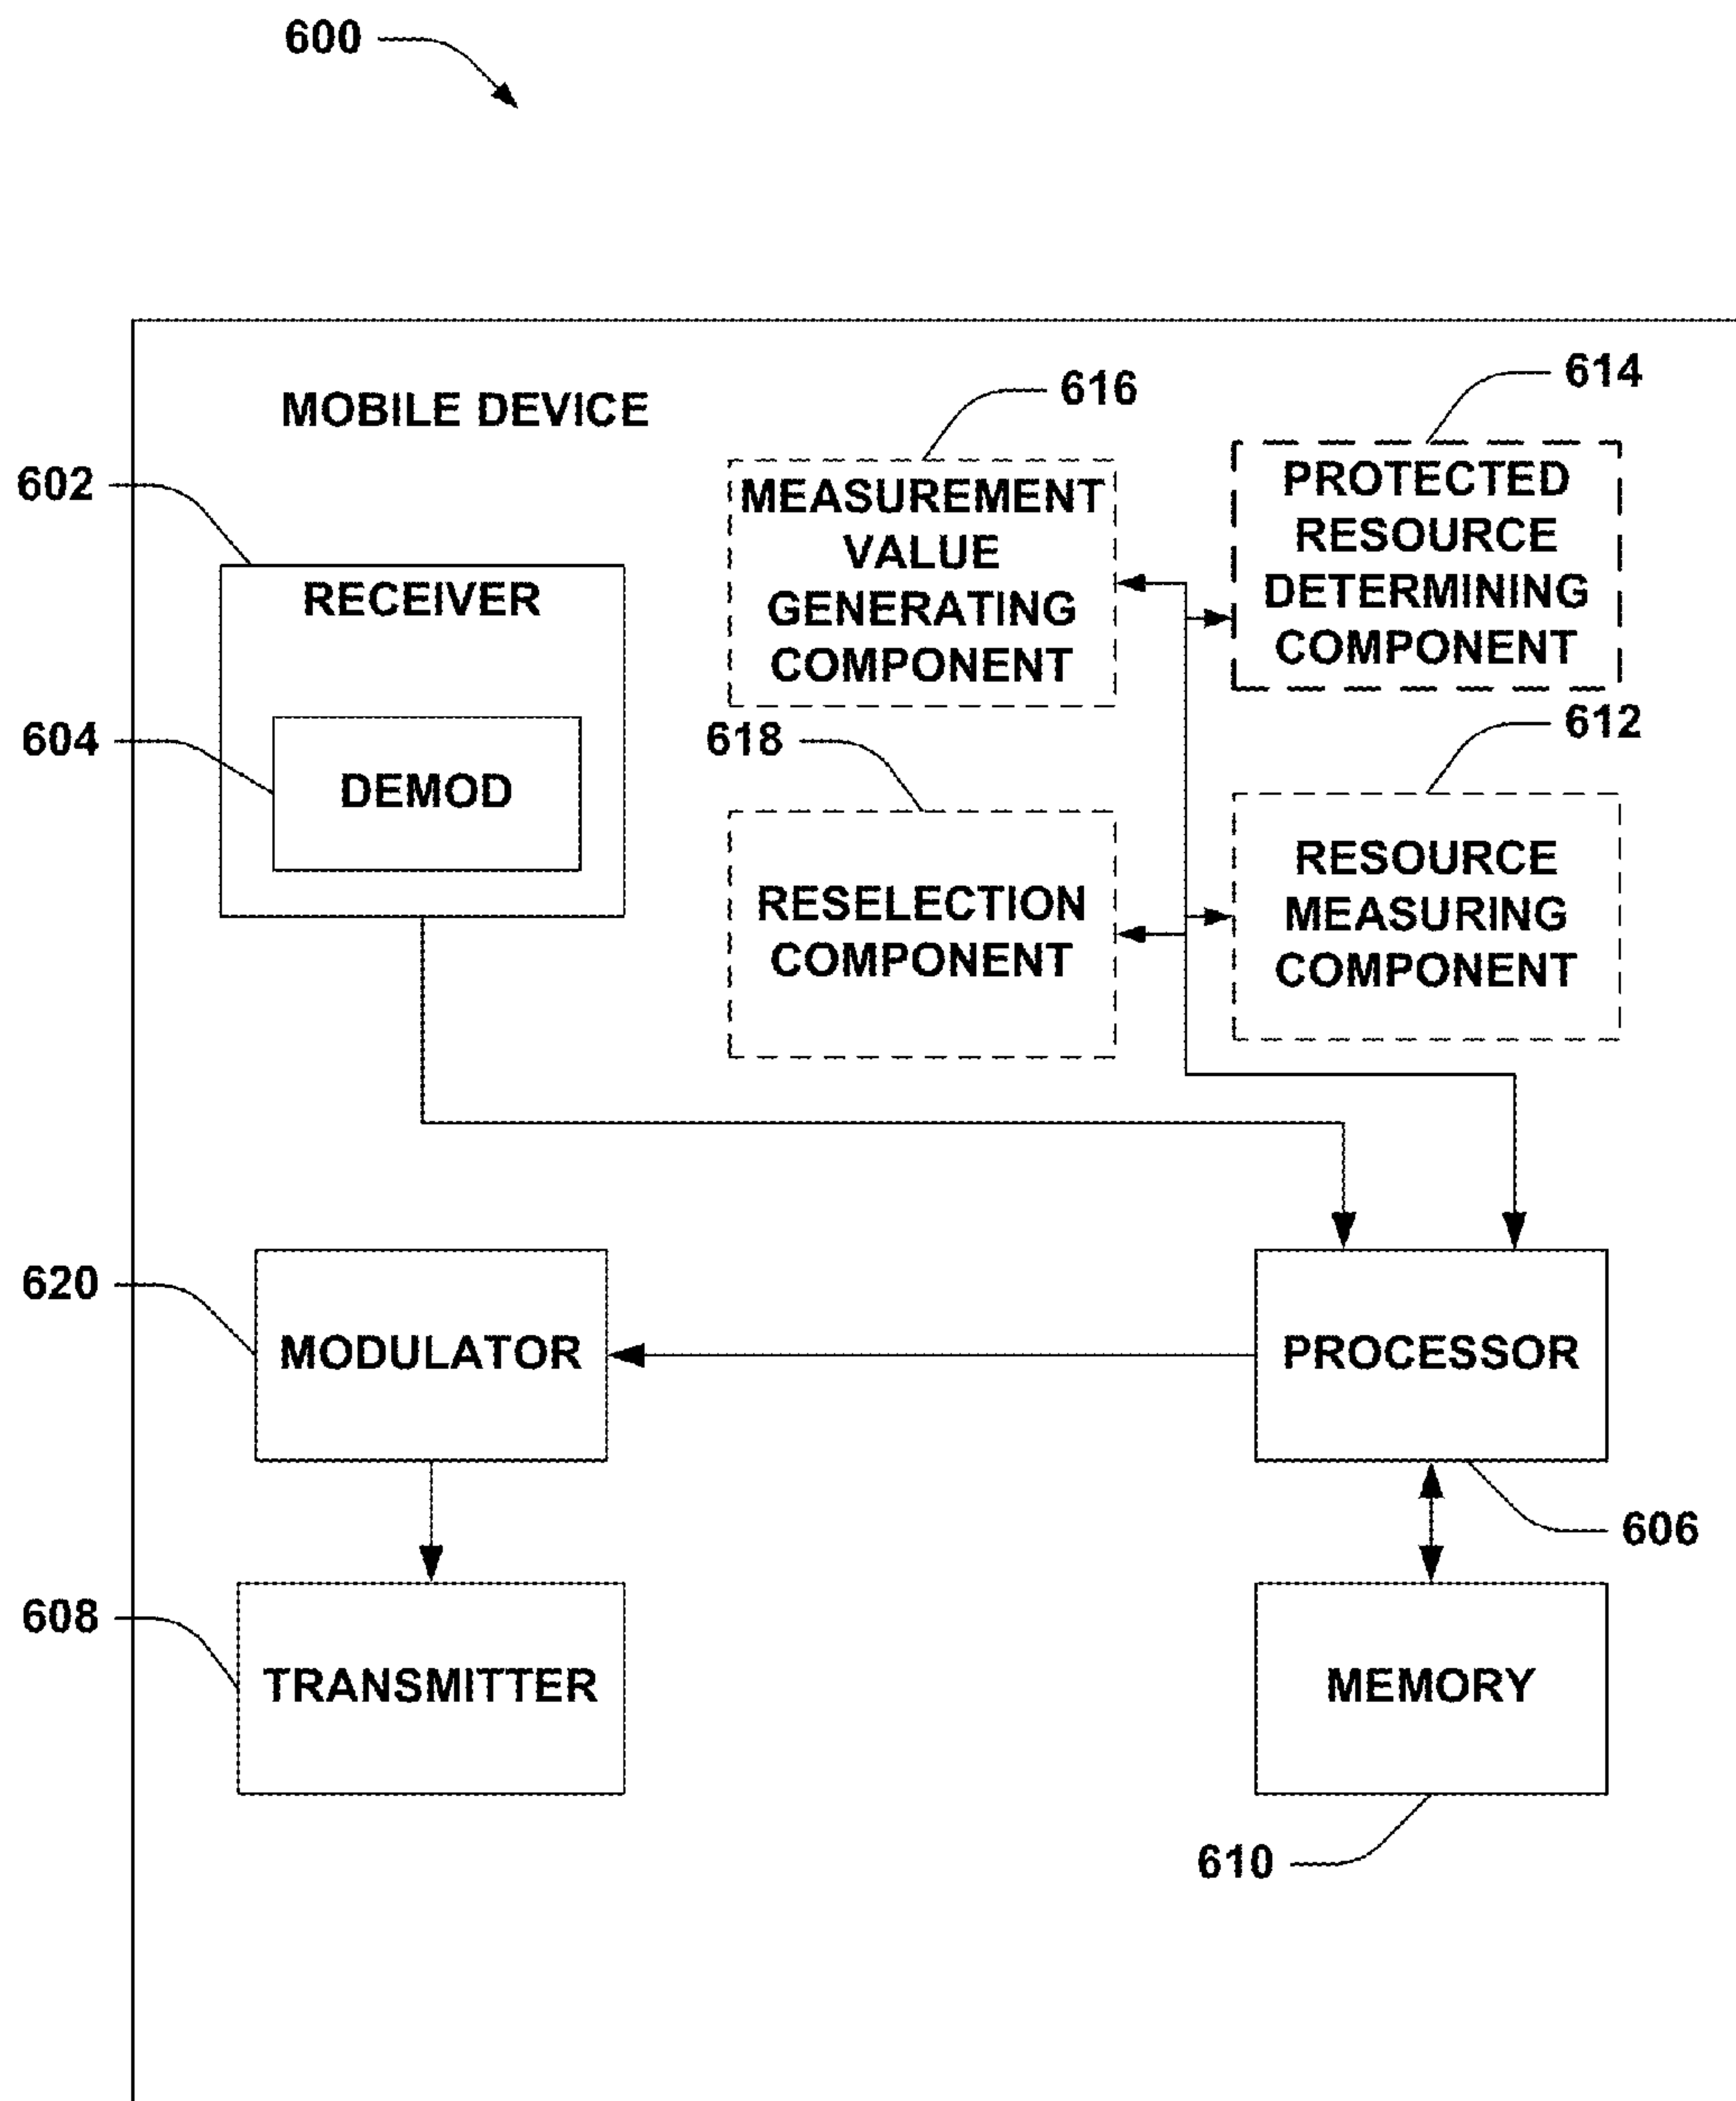 600
MOBILE DEVICE
616
614
602
MEASUREMENT
VALUE
GENERATING
COMPONENT
PROTECTED
RESOURCE
DETERMINING
COMPONENT
RECEIVER
604
DEMOD
618
612
RESELECTION
COMPONENT
RESOURCE
MEASURING
COMPONENT
620
MODULATOR
PROCESSOR
606
608
TRANSMITTER
MEMORY
610